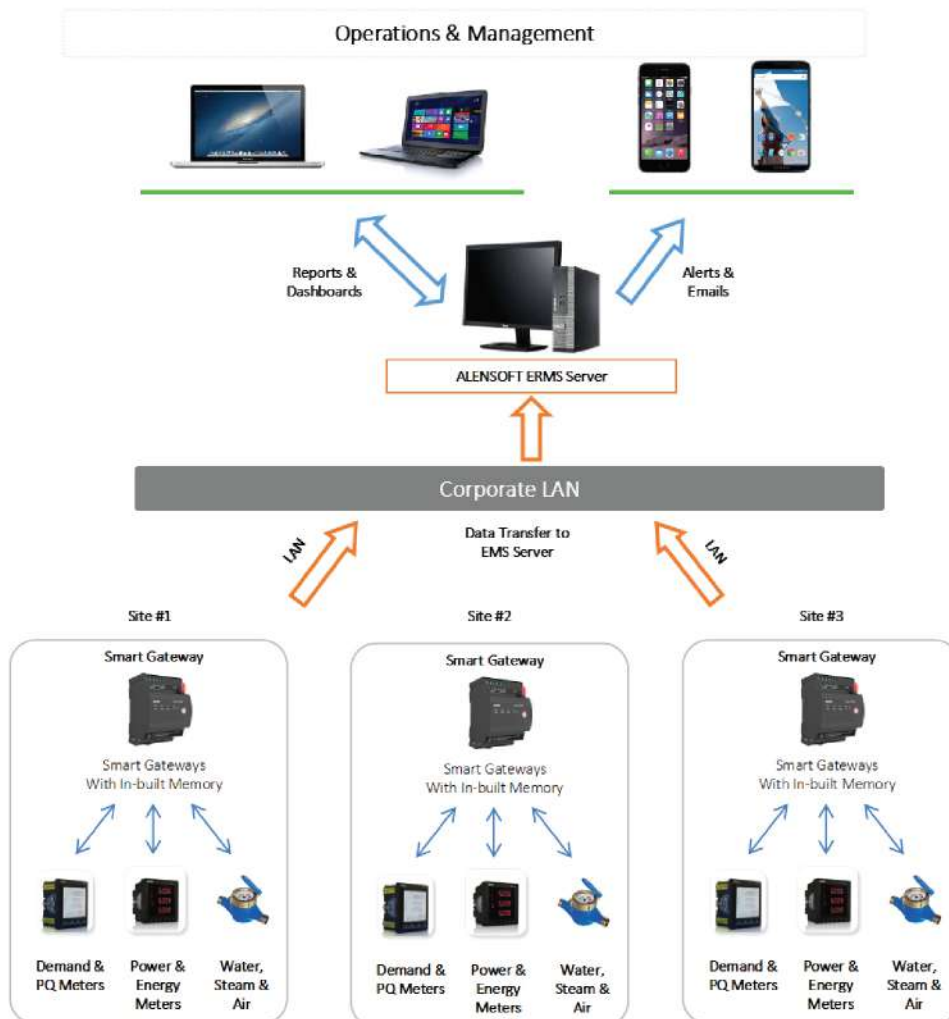 Operations & Management
Reports &
Dashboards
Alerts &
Emails
ALENSOFT ERMS Server
Corporate LAN
LAN
Data Transfer to
EMS Server
LAN
Site #1
Site #2
Site #3
Smart Gateway
Smart Gateway
Smart Gateway
Smart Gateways
With In-built Memory
Smart Gateways
With In-built Memory
Smart Gateways
With In-built Memory
Demand &
PQ Meters
Power &
Energy
Meters
Water,
Steam &
Air
Demand &
PQ Meters
Power &
Energy
Meters
Water,
Steam &
Air
Demand &
PQ Meters
Power &
Energy
Meters
Water,
Steam &
Air